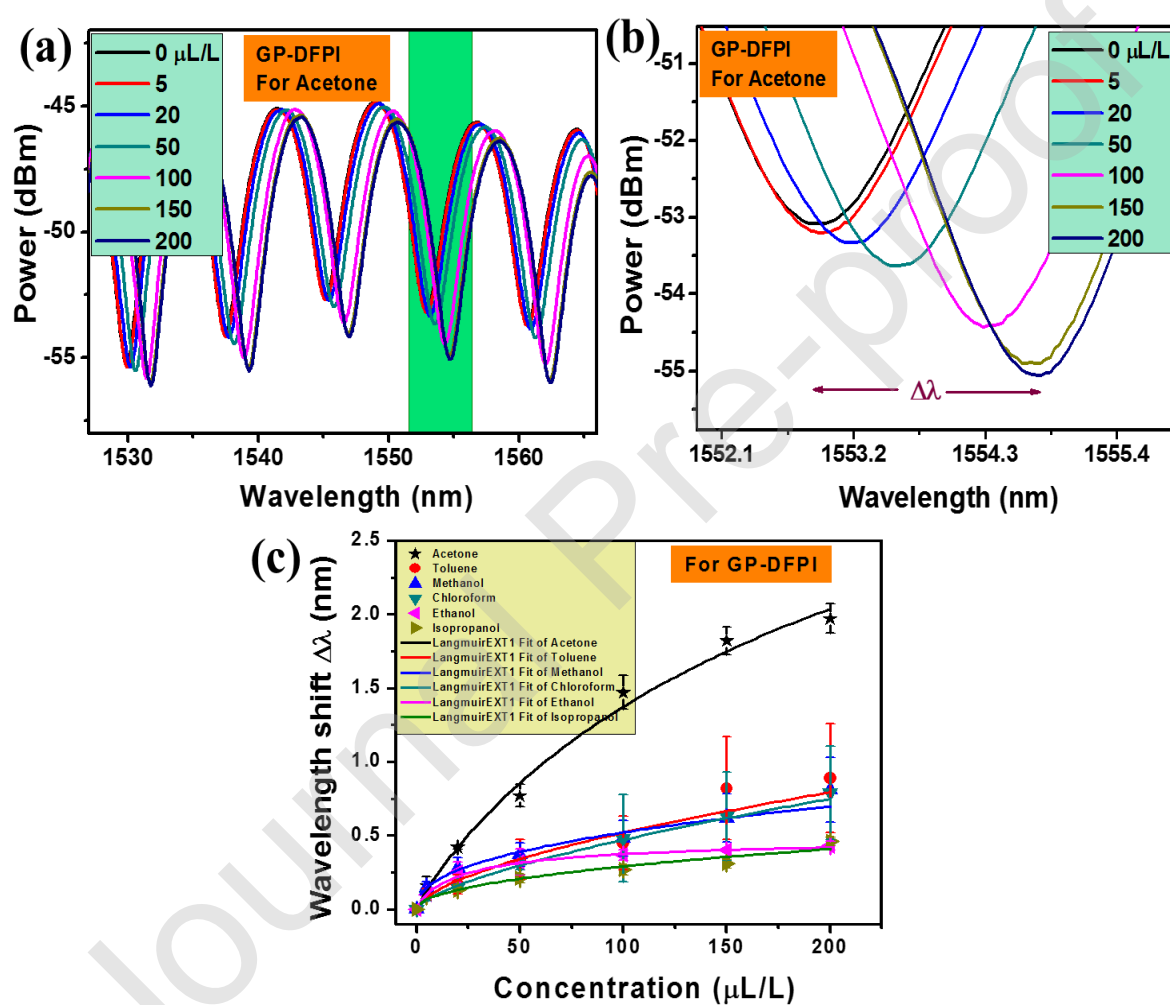 (a)
GP-DFPI
For Acetone
0 μL/L
5
20
50
100
150
200
-45
-50
-55
Power (dBm)
1530
1540
1550
1560
Wavelength (nm)
(b)
GP-DFPI
For Acetone
0 μL/L
5
20
50
100
150
200
-51
-52
-53
-54
-55
Power (dBm)
Δλ
1552.1
1553.2
1554.3
1555.4
Wavelength (nm)
(c)
For GP-DFPI
Acetone
Toluene
Methanol
Chloroform
Ethanol
Isopropanol
LangmuirEXT1 Fit of Acetone
LangmuirEXT1 Fit of Toluene
LangmuirEXT1 Fit of Methanol
LangmuirEXT1 Fit of Chloroform
LangmuirEXT1 Fit of Ethanol
LangmuirEXT1 Fit of Isopropanol
2.5
2.0
1.5
1.0
0.5
0.0
Wavelength shift Δλ (nm)
0
50
100
150
200
Concentration (μL/L)
Journal Pre-proof